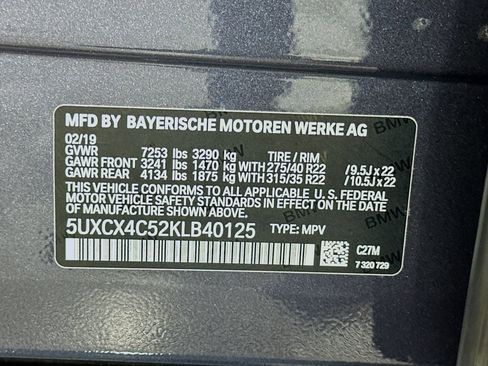 MFD BY BAYERISCHE MOTOREN WERKE AG
02/19
GVWR 7253 lbs 3290 kg TIRE / RIM
GAWR FRONT 3241 lbs 1470 kg WITH 275/40 R22 / 9.5J x 22
GAWR REAR 4134 lbs 1875 kg WITH 315/35 R22 / 10.5J x 22
THIS VEHICLE CONFORMS TO ALL APPLICABLE U. S. FEDERAL
MOTOR VEHICLE SAFETY STANDARDS IN EFFECT ON THE DATE
OF MANUFACTURE SHOWN ABOVE.
5UXCX4C52KLB40125 TYPE: MPV
C27M
7 320 729